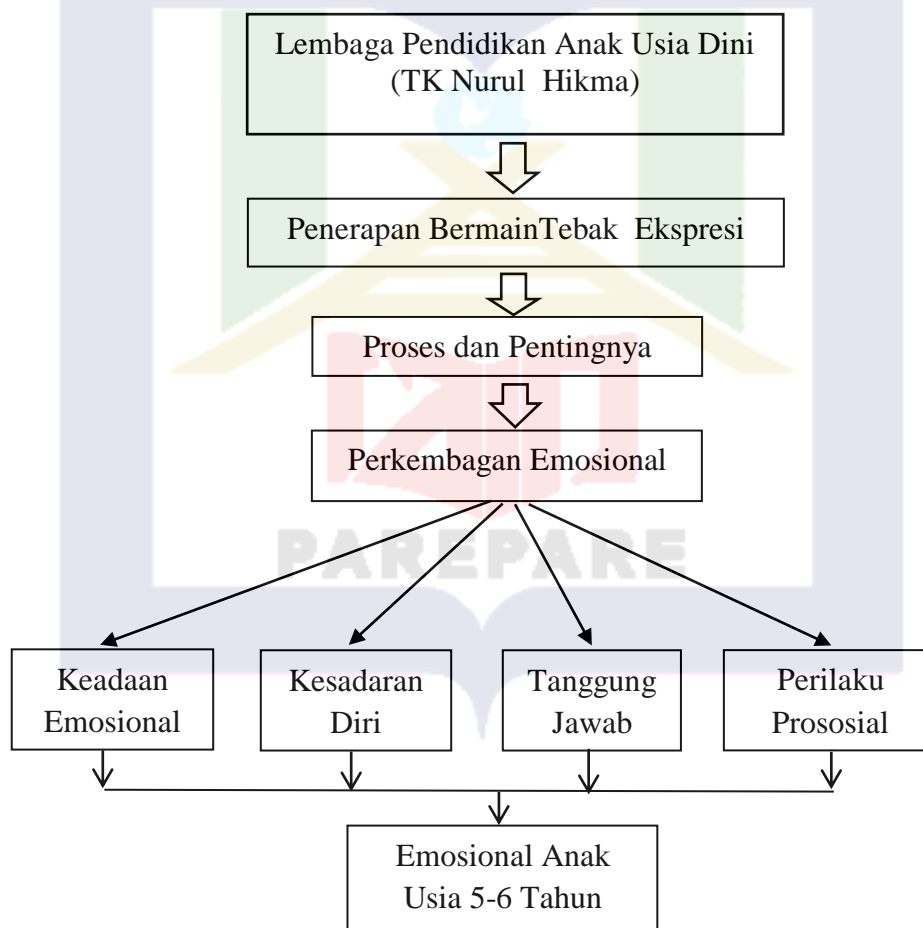 Lembaga Pendidikan Anak Usia Dini
(TK Nurul Hikma)
Penerapan BermainTebak Ekspresi
Proses dan Pentingnya
Perkembagan Emosional
PAREPARE
Keadaan
Emosional
Kesadaran
Diri
Tanggung
Jawab
Perilaku
Prososial
Emosional Anak
Usia 5-6 Tahun